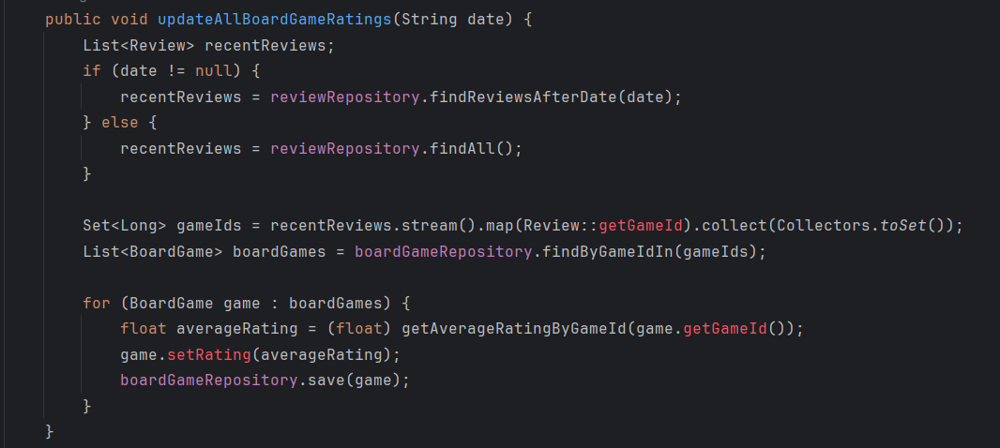 public void updateAllBoardGameRatings(String date) {
    List<Review> recentReviews;
    if (date != null) {
        recentReviews = reviewRepository.findReviewsAfterDate(date);
    } else {
        recentReviews = reviewRepository.findAll();
    }

    Set<Long> gameIds = recentReviews.stream().map(Review::getGameId).collect(Collectors.toSet());
    List<BoardGame> boardGames = boardGameRepository.findByGameIdIn(gameIds);

    for (BoardGame game : boardGames) {
        float averageRating = (float) getAverageRatingByGameId(game.getGameId());
        game.setRating(averageRating);
        boardGameRepository.save(game);
    }
}